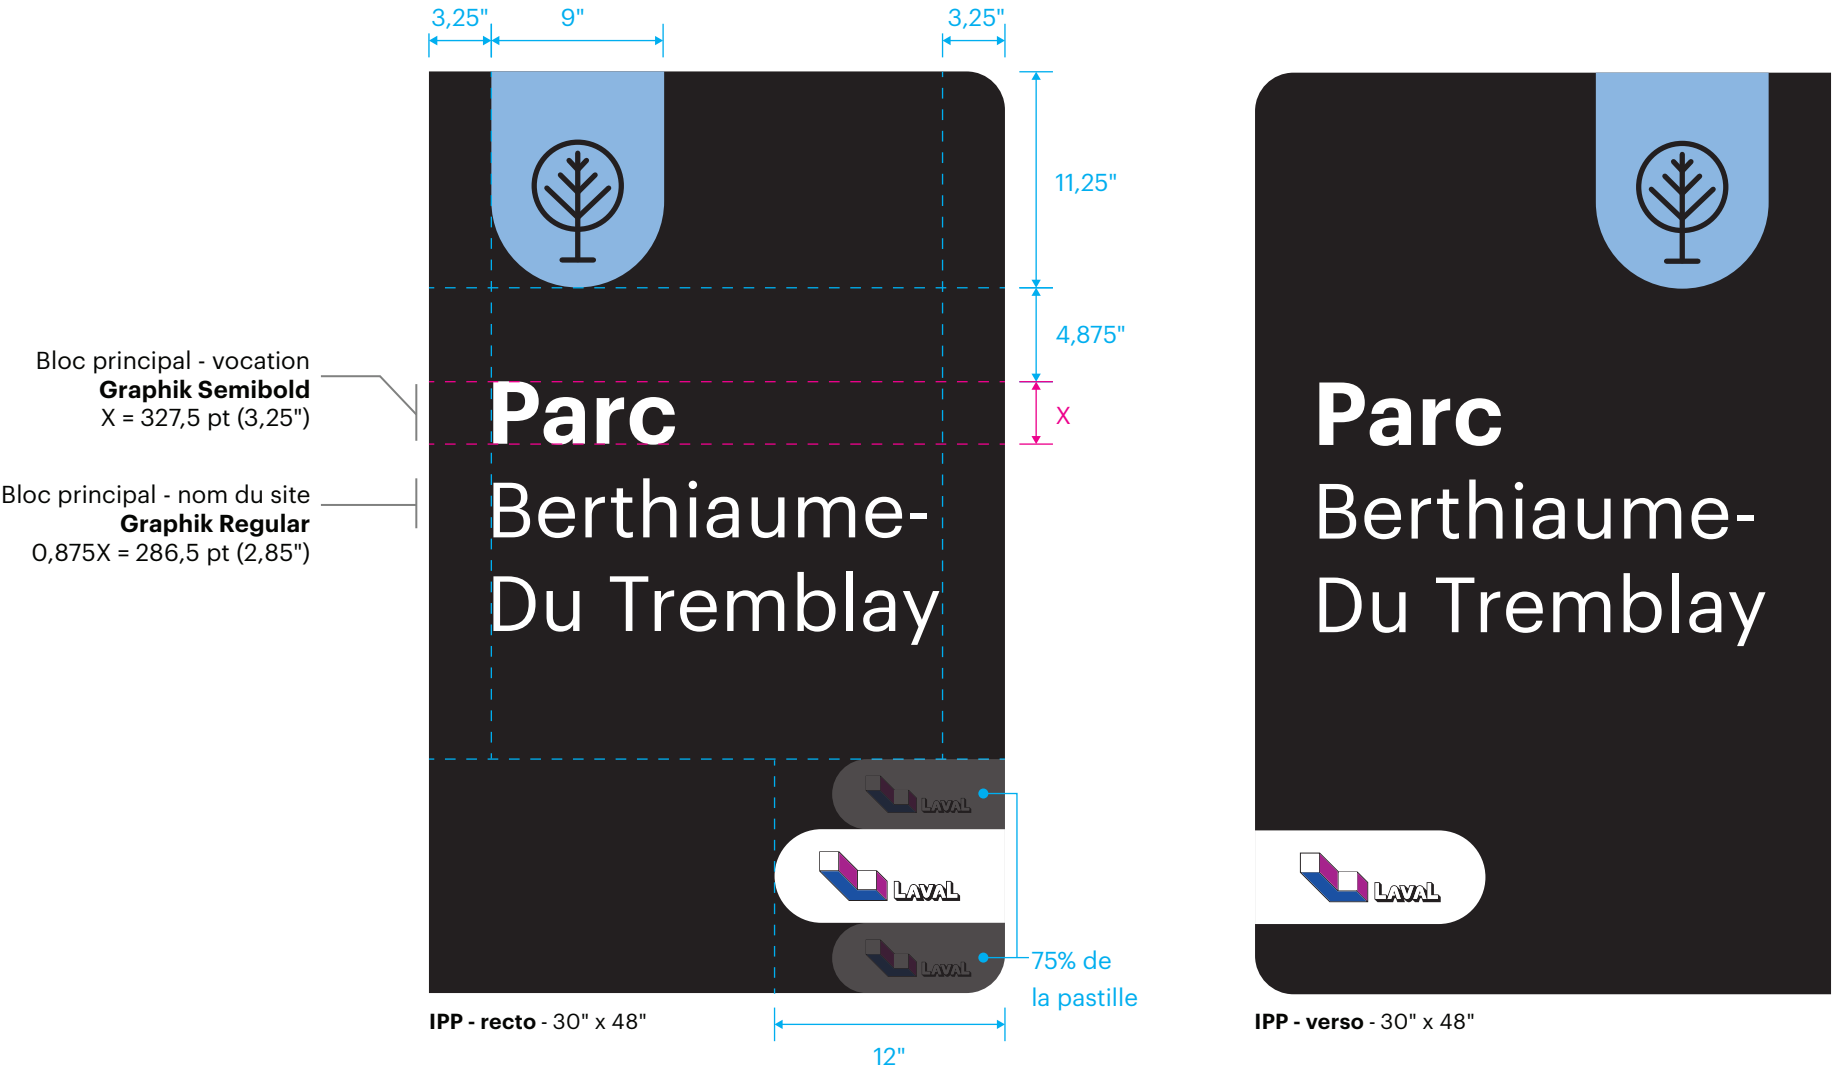 3,25"
9"
3,25"
11,25"
4,875"
X
Bloc principal - vocation
Graphik Semibold
X = 327,5 pt (3,25")
Bloc principal - nom du site
Graphik Regular
0,875X = 286,5 pt (2,85")
Parc
Berthiaume-
Du Tremblay
LAVAL
LAVAL
LAVAL
75% de
la pastille
IPP - recto - 30" x 48"
12"
Parc
Berthiaume-
Du Tremblay
LAVAL
IPP - verso - 30" x 48"